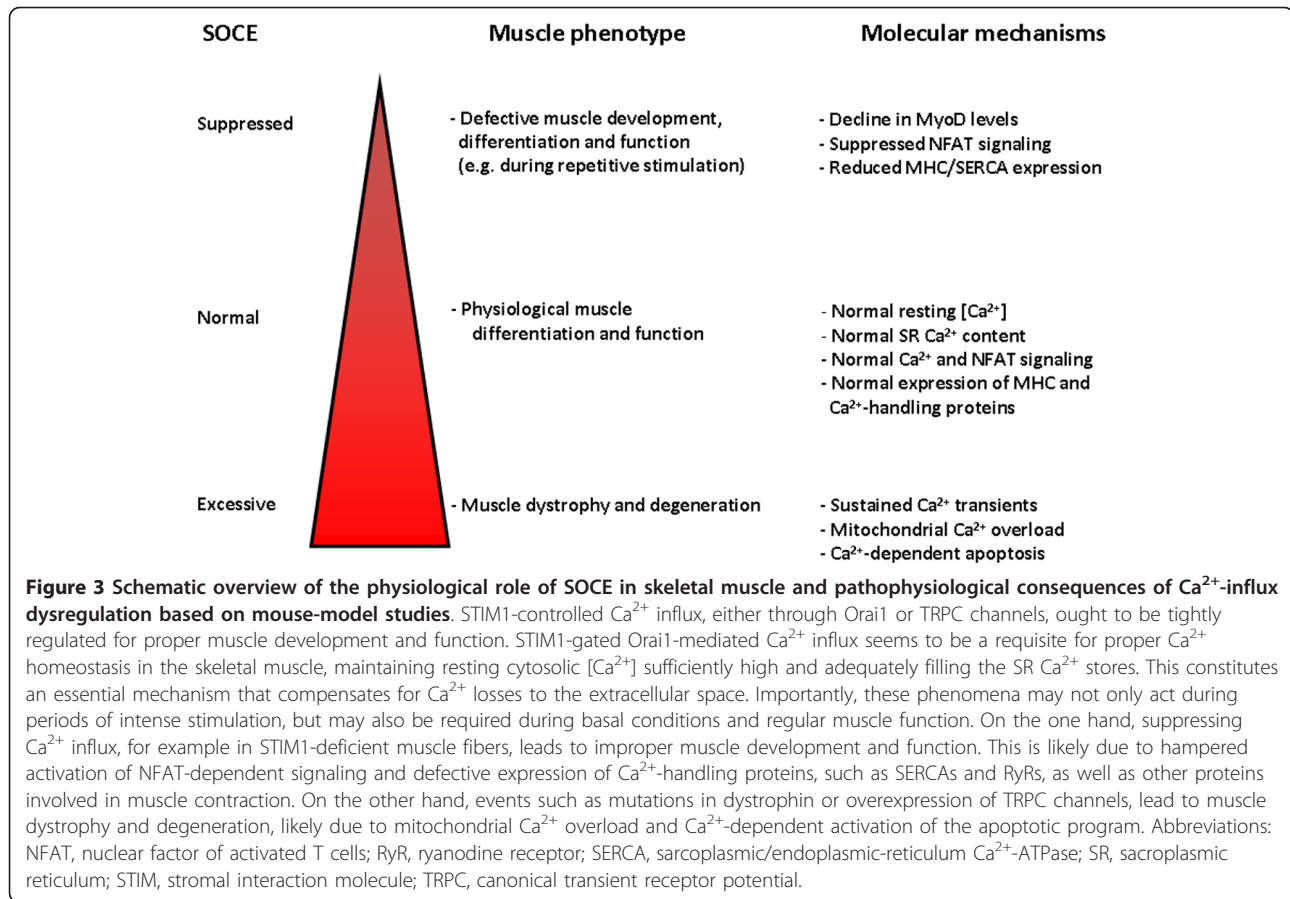 SOCE Muscle phenotype Molecular mechanisms
Suppressed
- Defective muscle development,
differentiation and function
(e.g. during repetitive stimulation)
- Decline in MyoD levels
- Suppressed NFAT signaling
- Reduced MHC/SERCA expression
Normal
- Physiological muscle
differentiation and function
- Normal resting [Ca²⁺]
- Normal SR Ca²⁺ content
- Normal Ca²⁺ and NFAT signaling
- Normal expression of MHC and
Ca²⁺-handling proteins
Excessive
- Muscle dystrophy and degeneration
- Sustained Ca²⁺ transients
- Mitochondrial Ca²⁺ overload
- Ca²⁺-dependent apoptosis
Figure 3 Schematic overview of the physiological role of SOCE in skeletal muscle and pathophysiological consequences of Ca²⁺-influx
dysregulation based on mouse-model studies. STIM1-controlled Ca²⁺ influx, either through Orai1 or TRPC channels, ought to be tightly
regulated for proper muscle development and function. STIM1-gated Orai1-mediated Ca²⁺ influx seems to be a requisite for proper Ca²⁺
homeostasis in the skeletal muscle, maintaining resting cytosolic [Ca²⁺] sufficiently high and adequately filling the SR Ca²⁺ stores. This constitutes
an essential mechanism that compensates for Ca²⁺ losses to the extracellular space. Importantly, these phenomena may not only act during
periods of intense stimulation, but may also be required during basal conditions and regular muscle function. On the one hand, suppressing
Ca²⁺ influx, for example in STIM1-deficient muscle fibers, leads to improper muscle development and function. This is likely due to hampered
activation of NFAT-dependent signaling and defective expression of Ca²⁺-handling proteins, such as SERCAs and RyRs, as well as other proteins
involved in muscle contraction. On the other hand, events such as mutations in dystrophin or overexpression of TRPC channels, lead to muscle
dystrophy and degeneration, likely due to mitochondrial Ca²⁺ overload and Ca²⁺-dependent activation of the apoptotic program. Abbreviations:
NFAT, nuclear factor of activated T cells; RyR, ryanodine receptor; SERCA, sarcoplasmic/endoplasmic-reticulum Ca²⁺-ATPase; SR, sacroplasmic
reticulum; STIM, stromal interaction molecule; TRPC, canonical transient receptor potential.